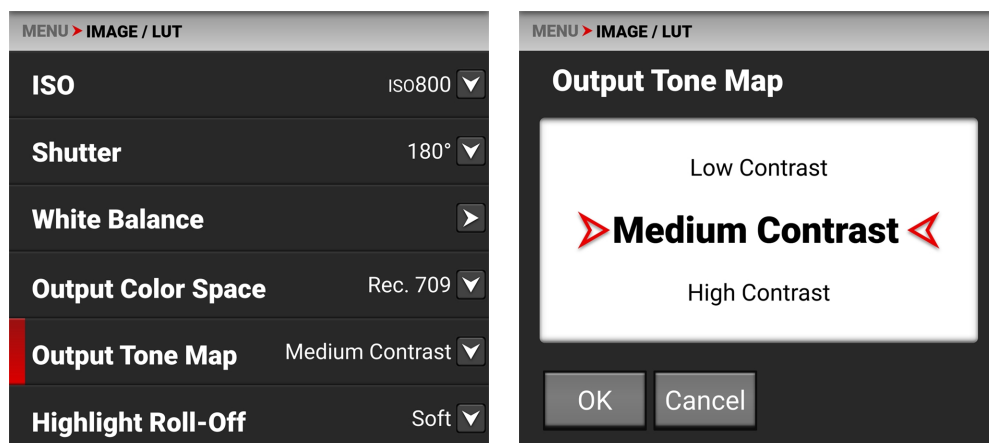 MENU > IMAGE / LUT
ISO ISO800
Shutter 180°
White Balance
Output Color Space Rec. 709
Output Tone Map Medium Contrast
Highlight Roll-Off Soft
MENU > IMAGE / LUT
Output Tone Map
Low Contrast
Medium Contrast
High Contrast
OK Cancel